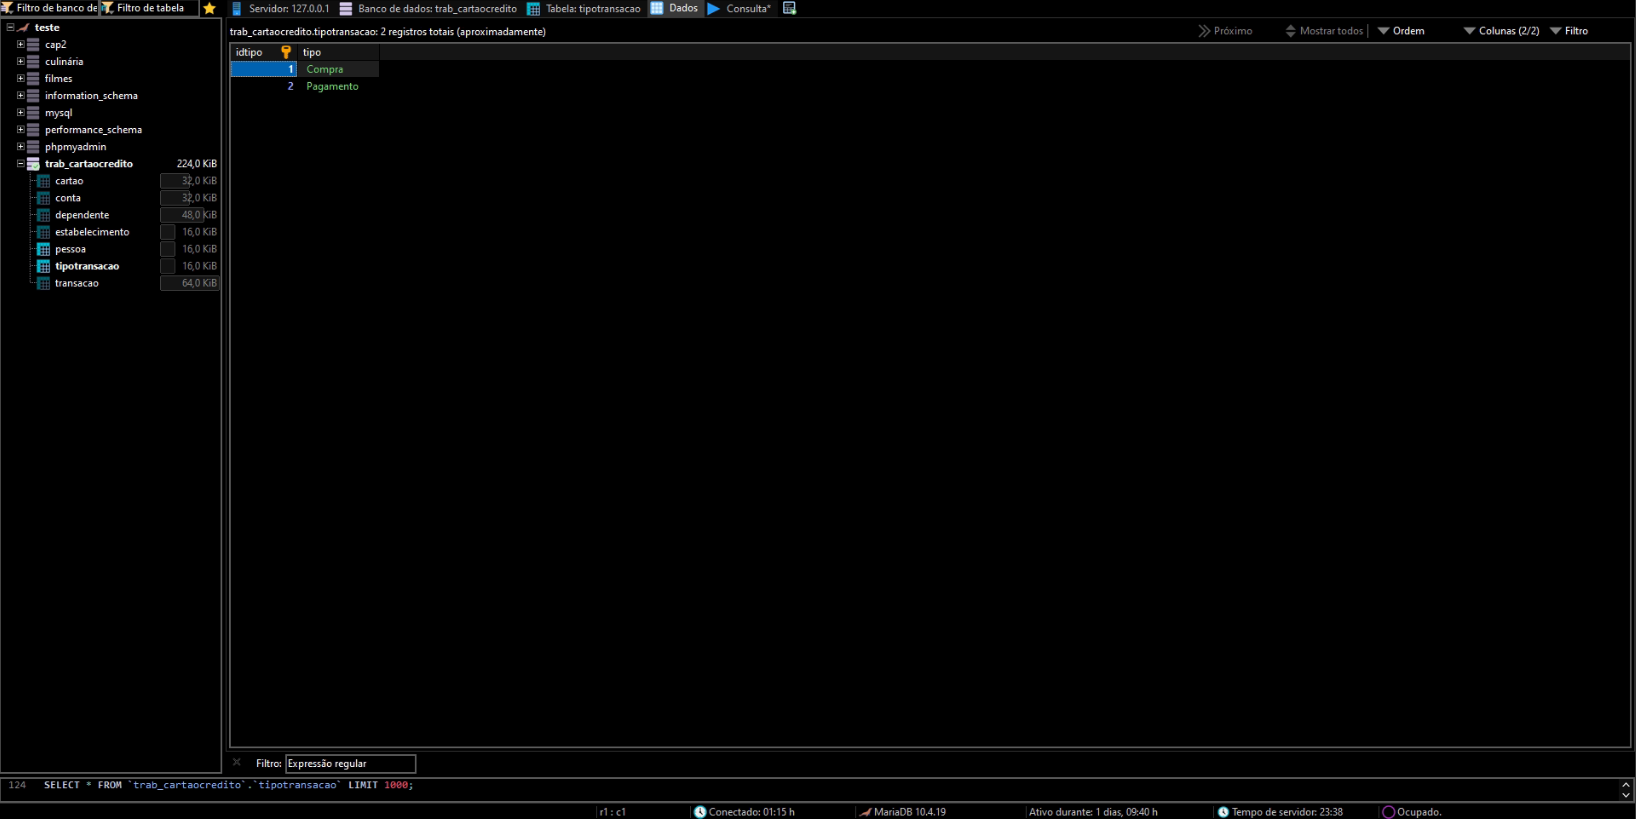 Filtro de banco de Filtro de tabela
Servidor: 127.0.0.1 Banco de dados: trab_cartaocredito Tabela: tipotransacao Dados Consulta*
teste
cap2
culinária
filmes
information_schema
mysql
performance_schema
phpmyadmin
trab_cartaocredito 224,0 KiB
cartao 32,0 KiB
conta 32,0 KiB
dependente 48,0 KiB
estabelecimento 16,0 KiB
pessoa 16,0 KiB
tipotransacao 16,0 KiB
transacao 64,0 KiB
trab_cartaocredito.tipotransacao: 2 registros totais (aproximadamente)
Próximo Mostrar todos Ordem Colunas (2/2) Filtro
idtipo tipo
1 Compra
2 Pagamento
Filtro: Expressão regular
124 SELECT * FROM `trab_cartaocredito`.`tipotransacao` LIMIT 1000;
r1 : c1 Conectado: 01:15 h MariaDB 10.4.19 Ativo durante: 1 dias, 09:40 h Tempo de servidor: 23:38 Ocupado.